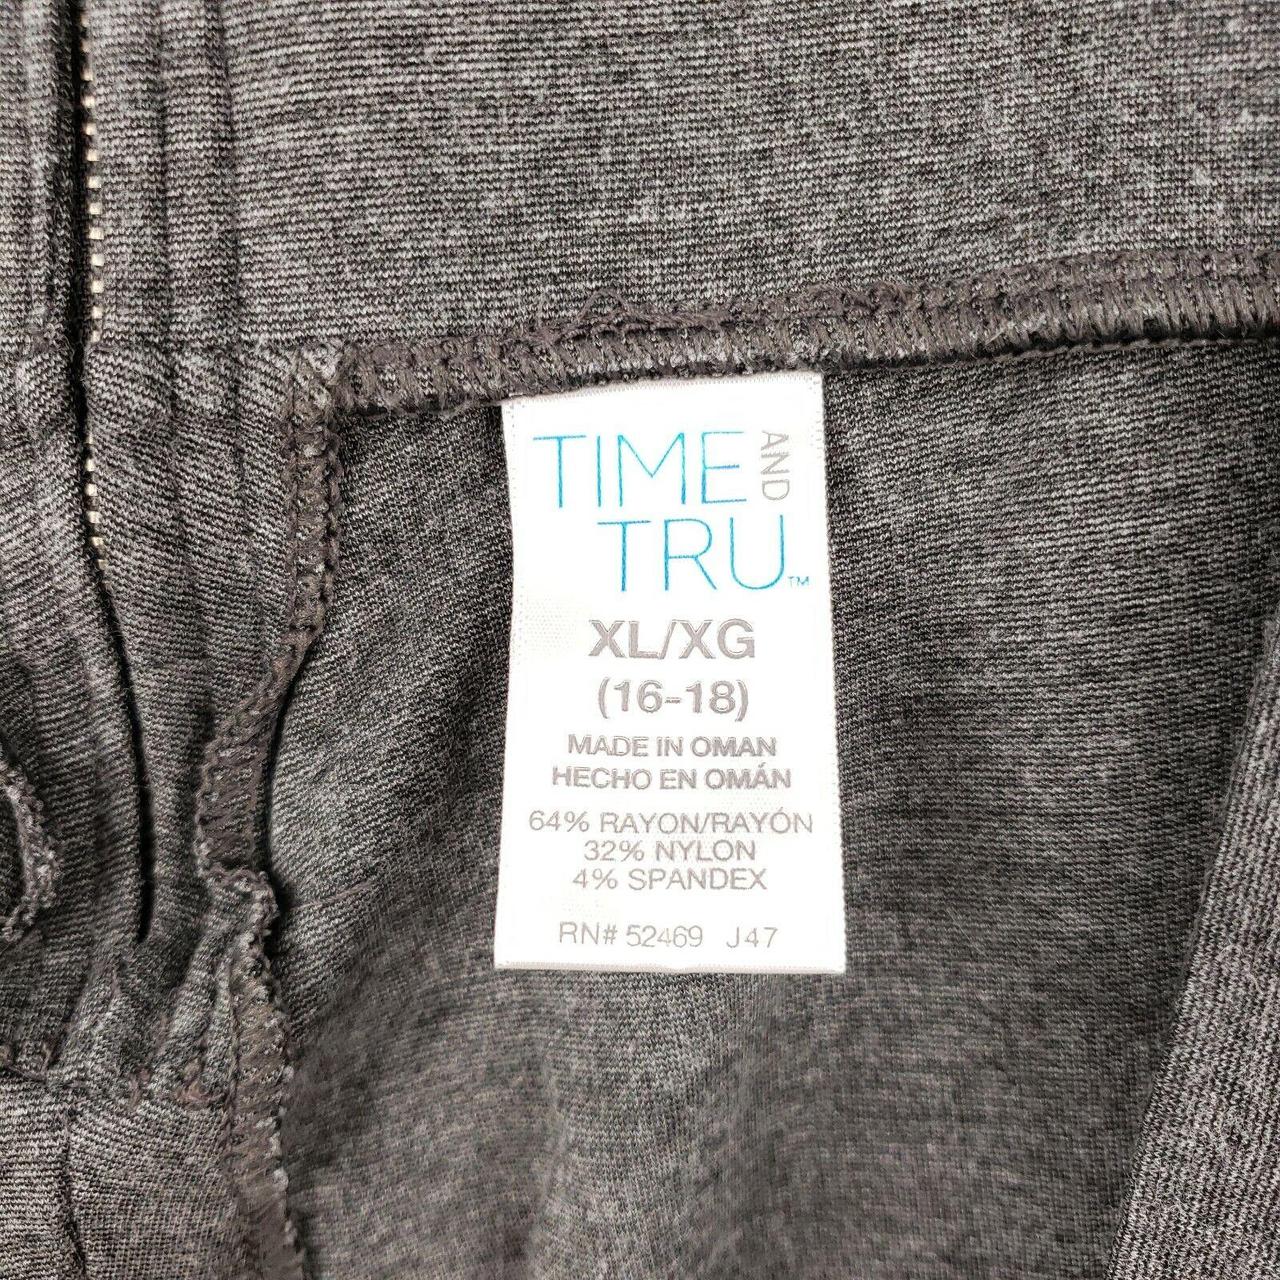 TIME AND
TRU™
XL/XG
(16-18)
MADE IN OMAN
HECHO EN OMÁN
64% RAYON/RAYÓN
32% NYLON
4% SPANDEX
RN# 52469 J47